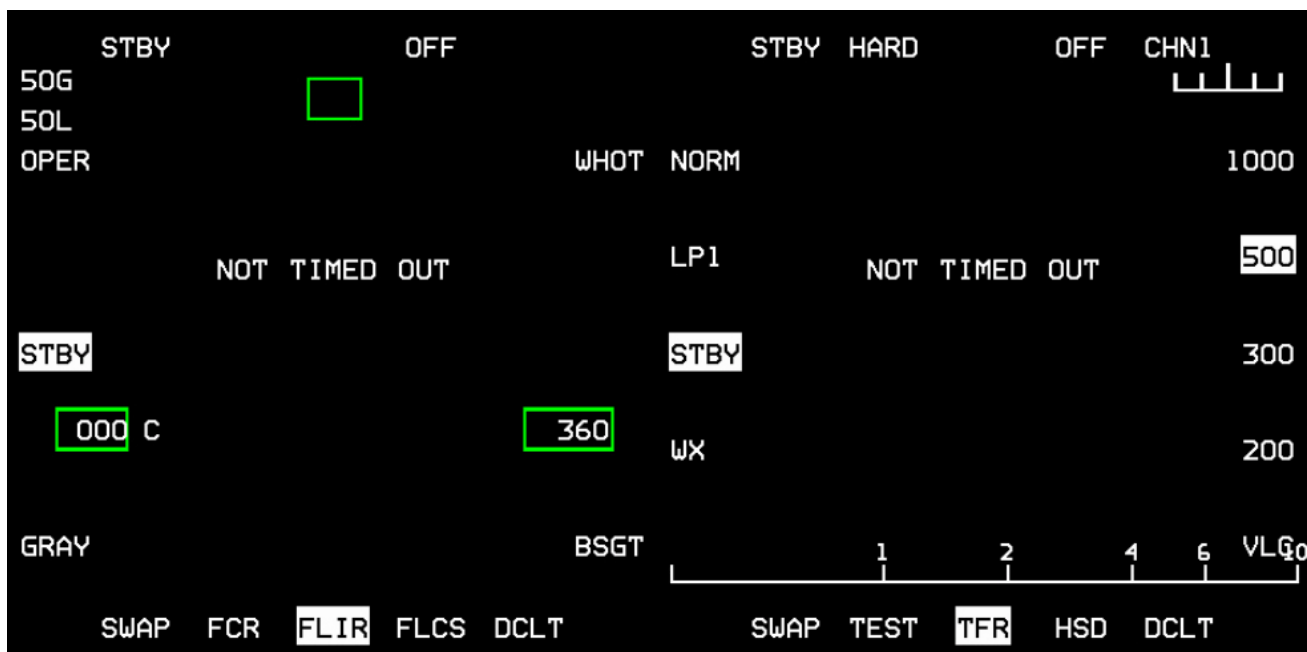 STBY OFF STBY HARD OFF CHN1
50G
50L
OPER WHOT NORM 1000
NOT TIMED OUT LP1 NOT TIMED OUT 500
STBY STBY 300
000 C 360
WX 200
GRAY BSGT 1 2 4 6 VLC 10
SWAP FCR FLIR FLCS DCLT SWAP TEST TFR HSD DCLT